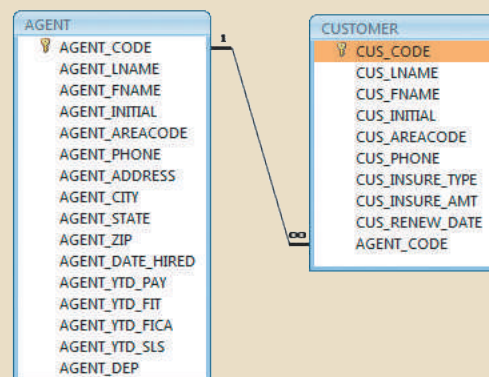 AGENT
AGENT_CODE
AGENT_LNAME
AGENT_FNAME
AGENT_INITIAL
AGENT_AREACODE
AGENT_PHONE
AGENT_ADDRESS
AGENT_CITY
AGENT_STATE
AGENT_ZIP
AGENT_DATE_HIRED
AGENT_YTD_PAY
AGENT_YTD_FIT
AGENT_YTD_FICA
AGENT_YTD_SLS
AGENT_DEP
1
∞
CUSTOMER
CUS_CODE
CUS_LNAME
CUS_FNAME
CUS_INITIAL
CUS_AREACODE
CUS_PHONE
CUS_INSURE_TYPE
CUS_INSURE_AMT
CUS_RENEW_DATE
AGENT_CODE